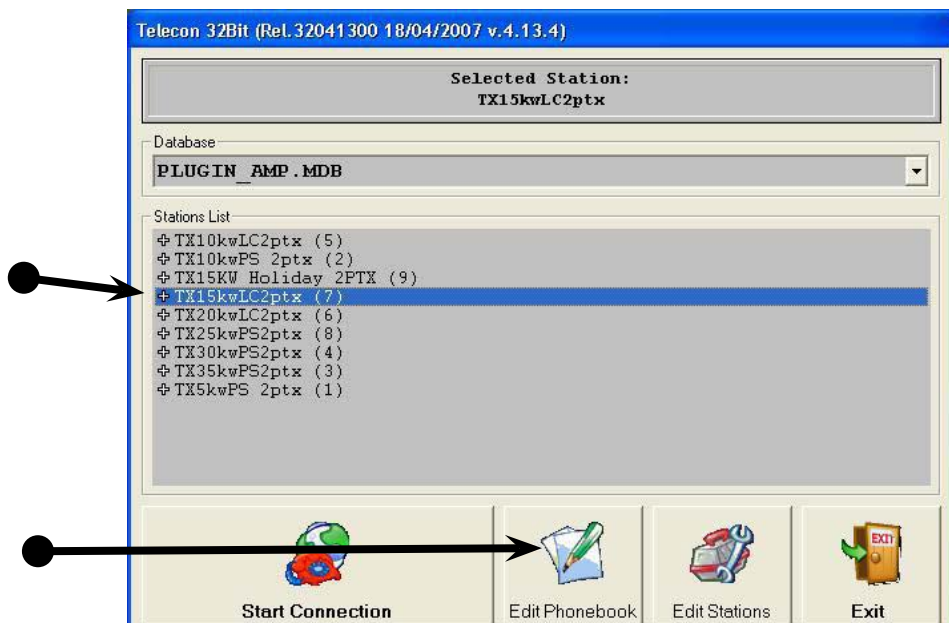 Telecon 32Bit (Rel.32041300 18/04/2007 v.4.13.4)
Selected Station:
TX15kwLC2ptx
Database
PLUGIN_AMP.MDB
Stations List
TX10kwLC2ptx (5)
TX10kwPS 2ptx (2)
TX15KW Holiday 2PTX (9)
TX15kwLC2ptx (7)
TX20kwLC2ptx (6)
TX25kwPS2ptx (8)
TX30kwPS2ptx (4)
TX35kwPS2ptx (3)
TX5kwPS 2ptx (1)
EXIT
Start Connection Edit Phonebook Edit Stations Exit